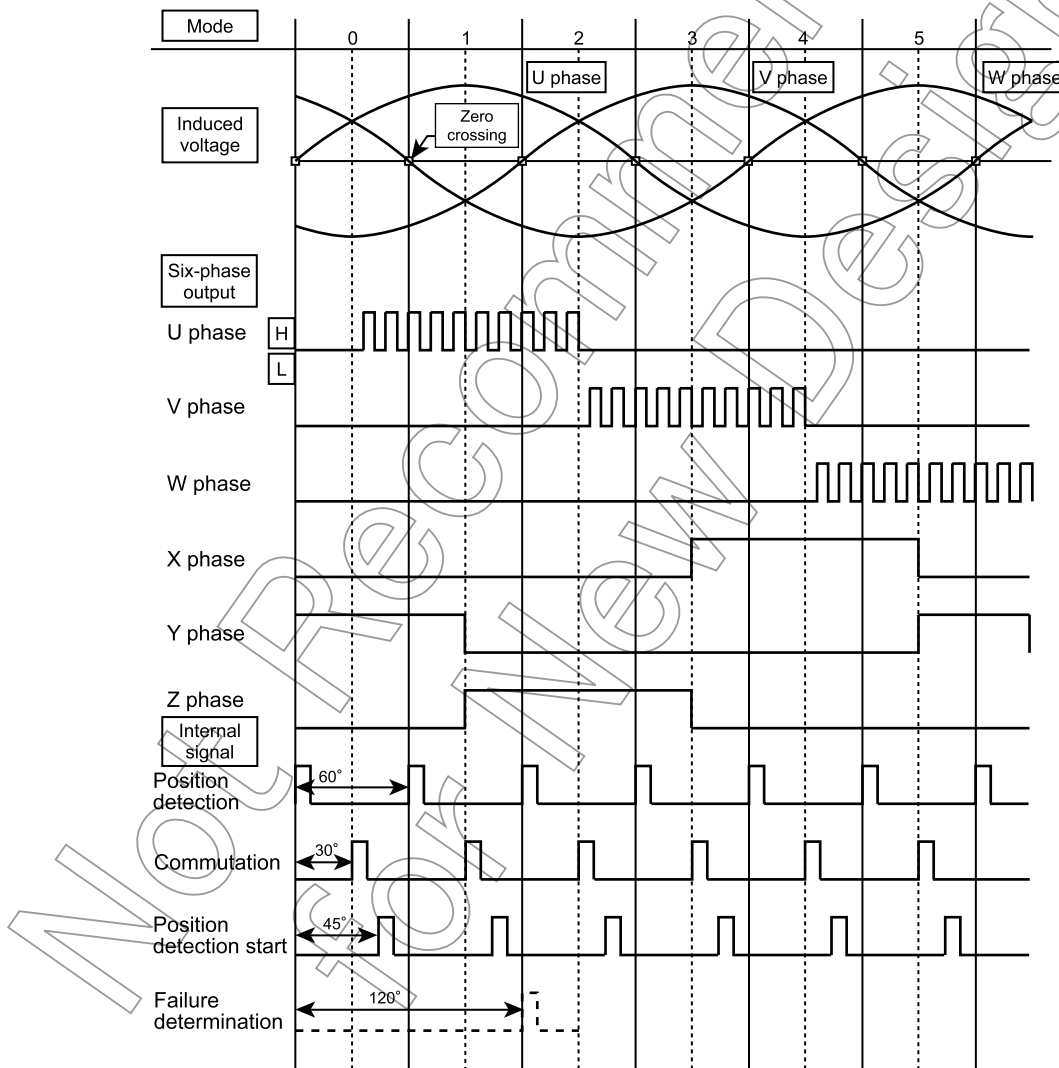 Mode
0 1 2 3 4 5
U phase V phase W phase
Induced
voltage
Zero
crossing
Six-phase
output
U phase
H
L
V phase
W phase
X phase
Y phase
Z phase
Internal
signal
Position
detection
60°
Commutation
30°
Position
detection start
45°
Failure
determination
120°
Not Recommen
for New Design